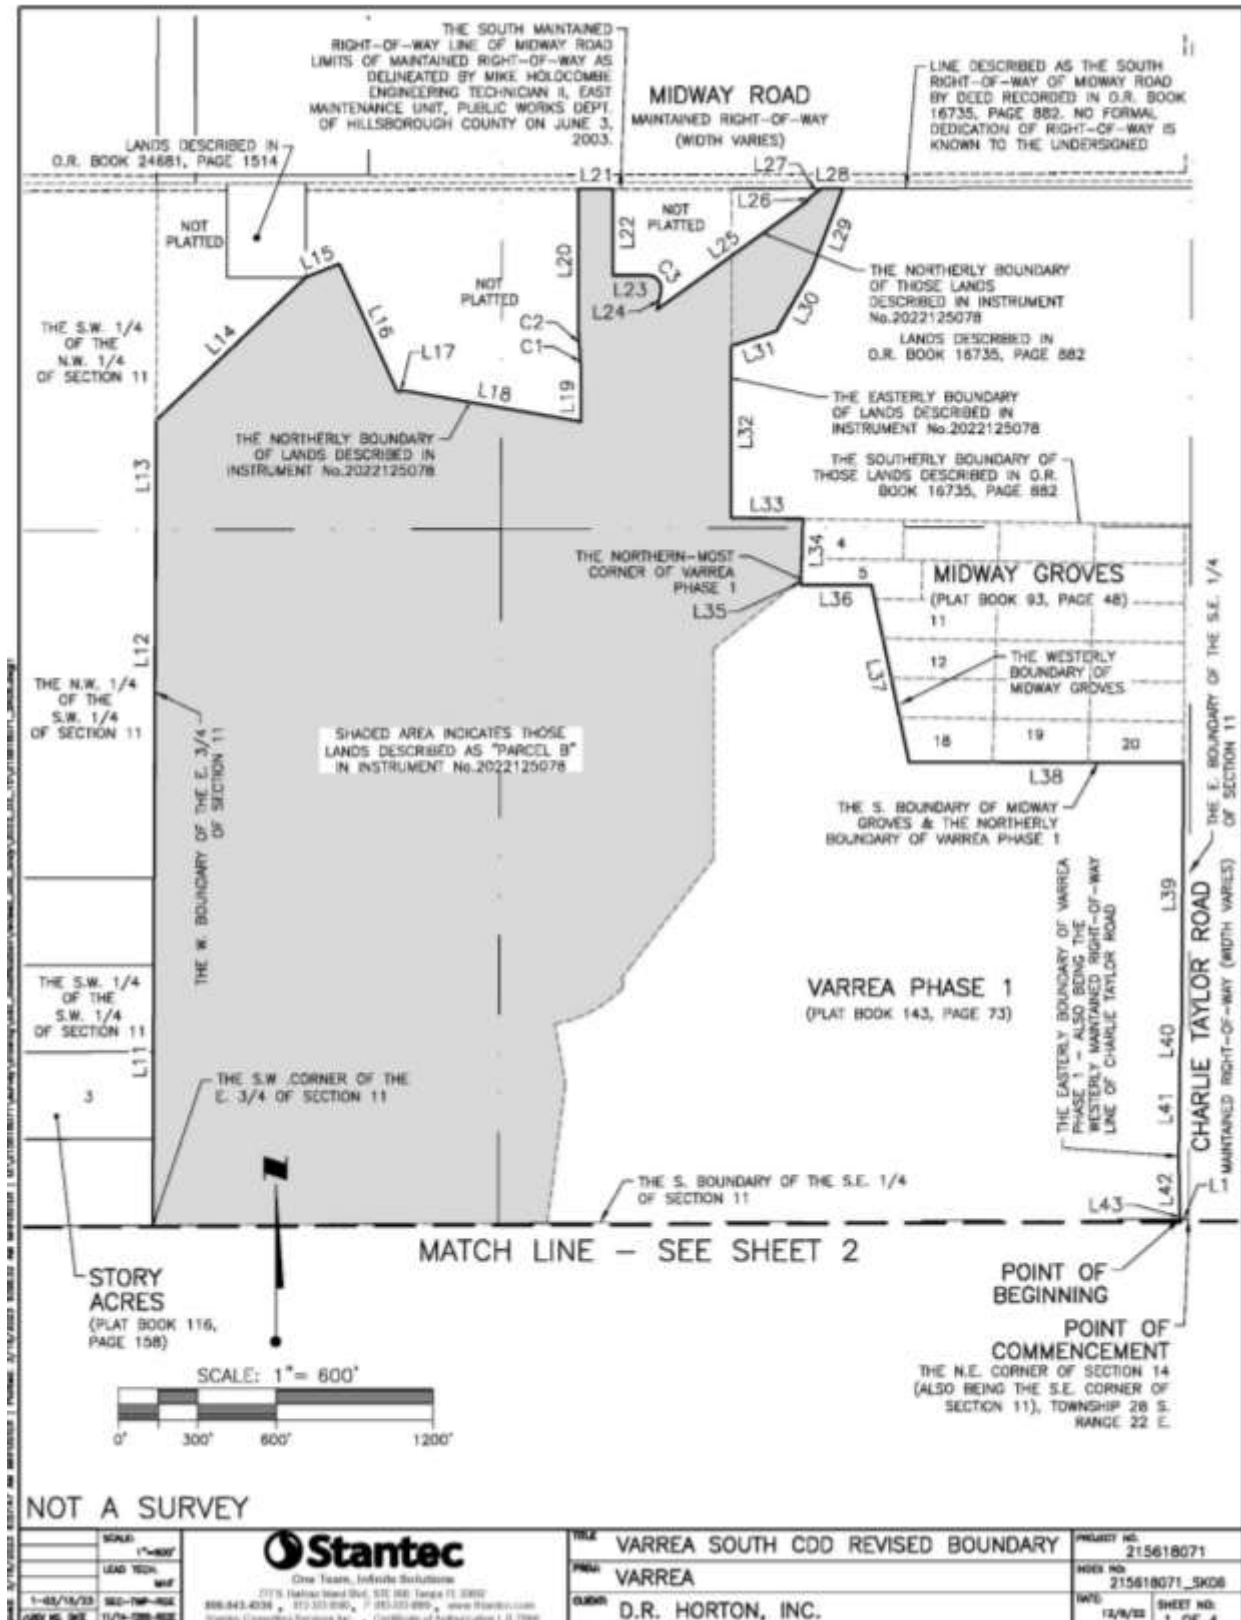 THE SOUTH MAINTAINED
RIGHT-OF-WAY LINE OF MIDWAY ROAD
LIMITS OF MAINTAINED RIGHT-OF-WAY AS
DELINEATED BY MIKE HOLOCOMBE
ENGINEERING TECHNICIAN II, EAST
MAINTENANCE UNIT, PUBLIC WORKS DEPT.
OF HILLSBOROUGH COUNTY ON JUNE 3,
2003.
MIDWAY ROAD
MAINTAINED RIGHT-OF-WAY
(WIDTH VARIES)
LINE DESCRIBED AS THE SOUTH
RIGHT-OF-WAY OF MIDWAY ROAD
BY DEED RECORDED IN O.R. BOOK
16735, PAGE 882. NO FORMAL
DEDICATION OF RIGHT-OF-WAY IS
KNOWN TO THE UNDERSIGNED
LANDS DESCRIBED IN
O.R. BOOK 24681, PAGE 1514
L21
L27
L28
L26
NOT
PLATTED
NOT
PLATTED
L22
L25
L29
L20
L15
NOT
PLATTED
L23
C3
L24
L30
THE NORTHERLY BOUNDARY
OF THOSE LANDS
DESCRIBED IN INSTRUMENT
No.2022125078
LANDS DESCRIBED IN
O.R. BOOK 16735, PAGE 882
THE S.W. 1/4
OF THE
N.W. 1/4
OF SECTION 11
L14
L16
L17
C2
C1
L31
L18
L19
THE EASTERLY BOUNDARY
OF LANDS DESCRIBED IN
INSTRUMENT No.2022125078
L32
THE NORTHERLY BOUNDARY
OF LANDS DESCRIBED IN
INSTRUMENT No.2022125078
THE SOUTHERLY BOUNDARY OF
THOSE LANDS DESCRIBED IN O.R.
BOOK 16735, PAGE 882
L13
L33
L34
4
5
THE NORTHERN-MOST
CORNER OF VARREA
PHASE 1
L35
L36
MIDWAY GROVES
(PLAT BOOK 93, PAGE 48)
11
12
THE WESTERLY
BOUNDARY OF
MIDWAY GROVES
L37
18
19
20
L38
THE E. BOUNDARY OF THE S.E. 1/4
OF SECTION 11
L12
THE N.W. 1/4
OF THE
S.W. 1/4
OF SECTION 11
THE W. BOUNDARY OF THE E. 3/4
OF SECTION 11
SHADED AREA INDICATES THOSE
LANDS DESCRIBED AS "PARCEL B"
IN INSTRUMENT No.2022125078
THE S. BOUNDARY OF MIDWAY
GROVES & THE NORTHERLY
BOUNDARY OF VARREA PHASE 1
THE EASTERLY BOUNDARY OF VARREA
PHASE 1 - ALSO BEING THE
WESTERLY MAINTAINED RIGHT-OF-WAY
LINE OF CHARLIE TAYLOR ROAD
L39
L40
L41
L42
CHARLIE TAYLOR ROAD
MAINTAINED RIGHT-OF-WAY (WIDTH VARIES)
THE S.W. 1/4
OF THE
S.W. 1/4
OF SECTION 11
L11
3
VARREA PHASE 1
(PLAT BOOK 143, PAGE 73)
THE S.W. CORNER OF THE
E. 3/4 OF SECTION 11
THE S. BOUNDARY OF THE S.E. 1/4
OF SECTION 11
L43
L1
N
MATCH LINE - SEE SHEET 2
STORY
ACRES
(PLAT BOOK 116,
PAGE 158)
POINT OF
BEGINNING
POINT OF
COMMENCEMENT
THE N.E. CORNER OF SECTION 14
(ALSO BEING THE S.E. CORNER OF
SECTION 11), TOWNSHIP 28 S.
RANGE 22 E.
SCALE: 1"= 600'
0'
300'
600'
1200'
NOT A SURVEY
SCALE:
1"=600'
LEAD TECH:
Stantec
One Team, Infinite Solutions
TITLE
VARREA SOUTH CDD REVISED BOUNDARY
VARREA
D.R. HORTON, INC.
PROJECT NO.
215618071
INDEX NO:
215618071_SK06
DATE:
SHEET NO: